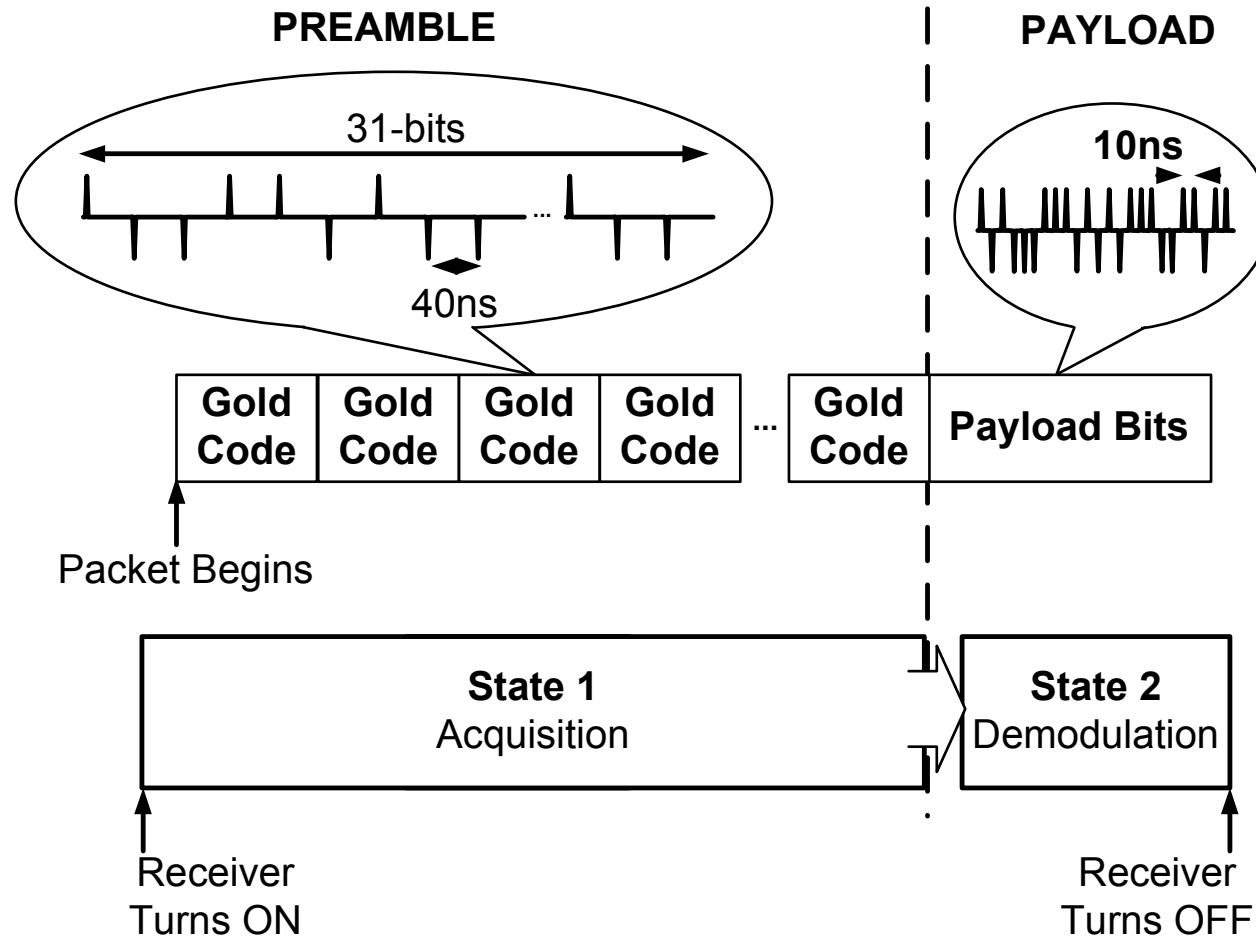 PREAMBLE
PAYLOAD
31-bits
10ns
...
40ns
Gold
Code
Gold
Code
Gold
Code
Gold
Code
...
Gold
Code
Payload Bits
Packet Begins
State 1
Acquisition
State 2
Demodulation
Receiver
Turns ON
Receiver
Turns OFF